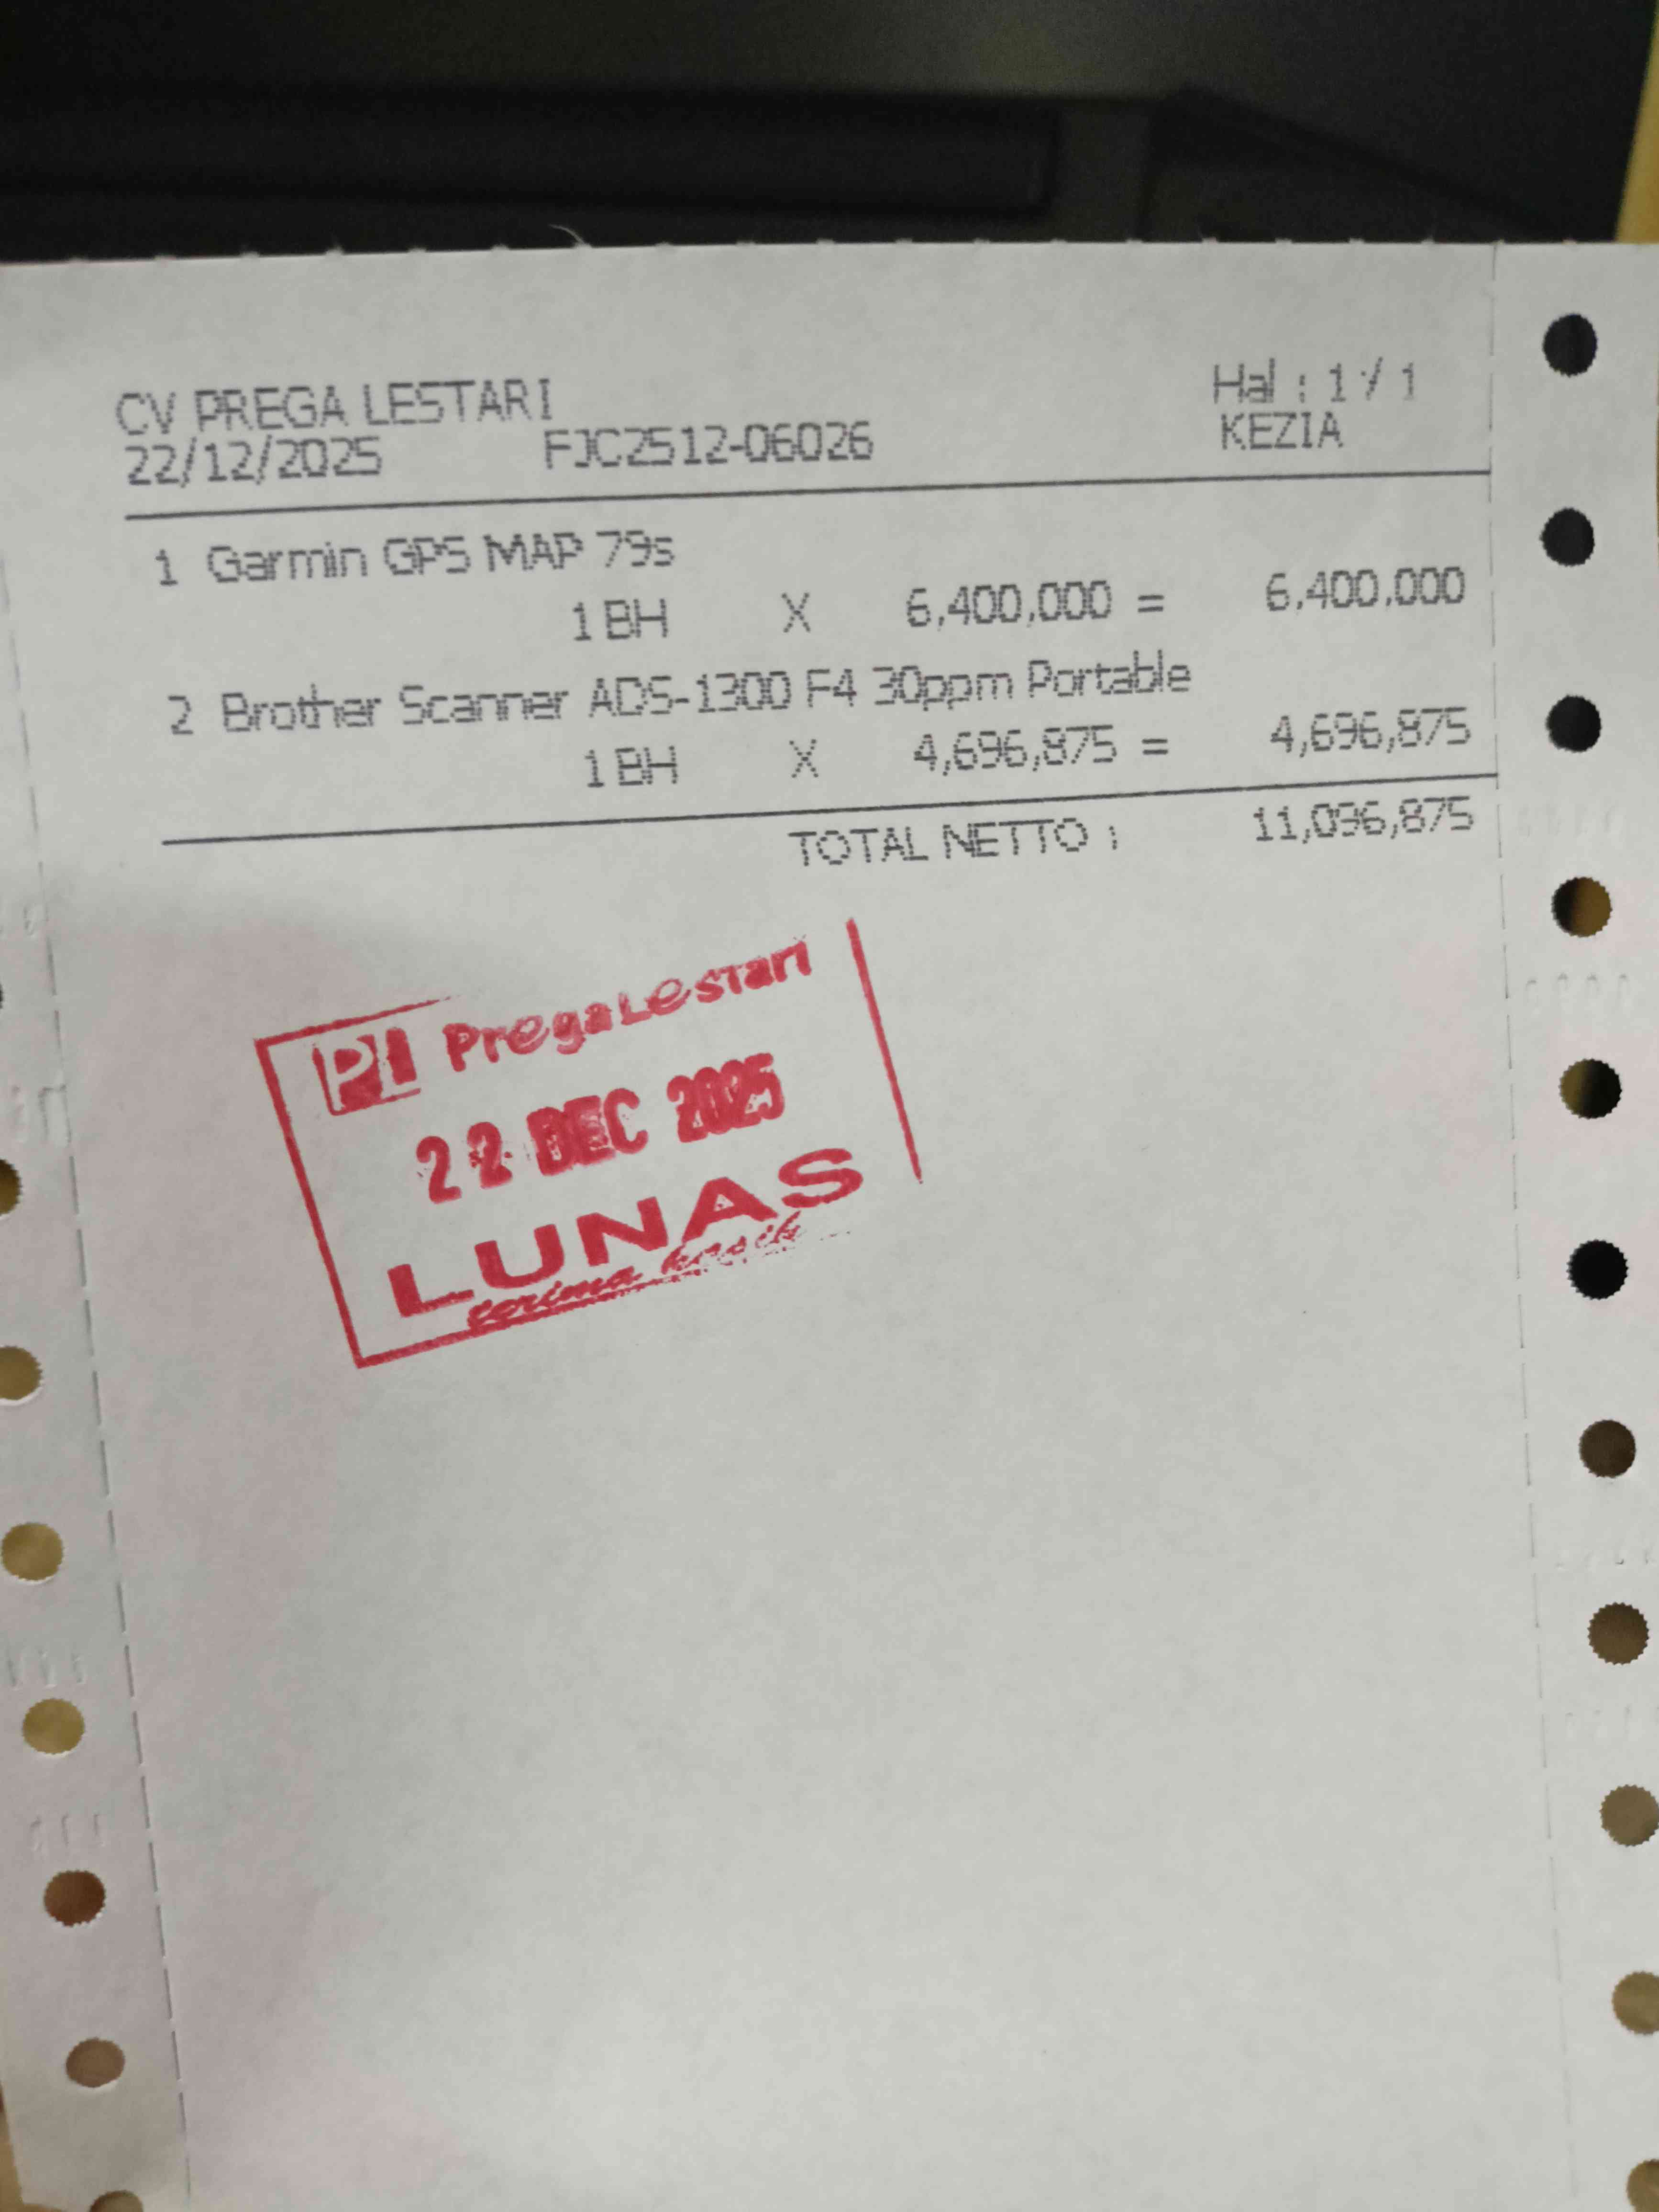 CV PREGA LESTARI Hal : 1 / 1
22/12/2025 FJC2512-06026 KEZIA
1 Garmin GPS MAP 79s
1 BH X 6,400,000 = 6,400,000
2 Brother Scanner ADS-1300 F4 30ppm Portable
1 BH X 4,696,875 = 4,696,875
TOTAL NETTO : 11,096,875
PL PregaLestari
22 DEC 2025
LUNAS
terima kasih